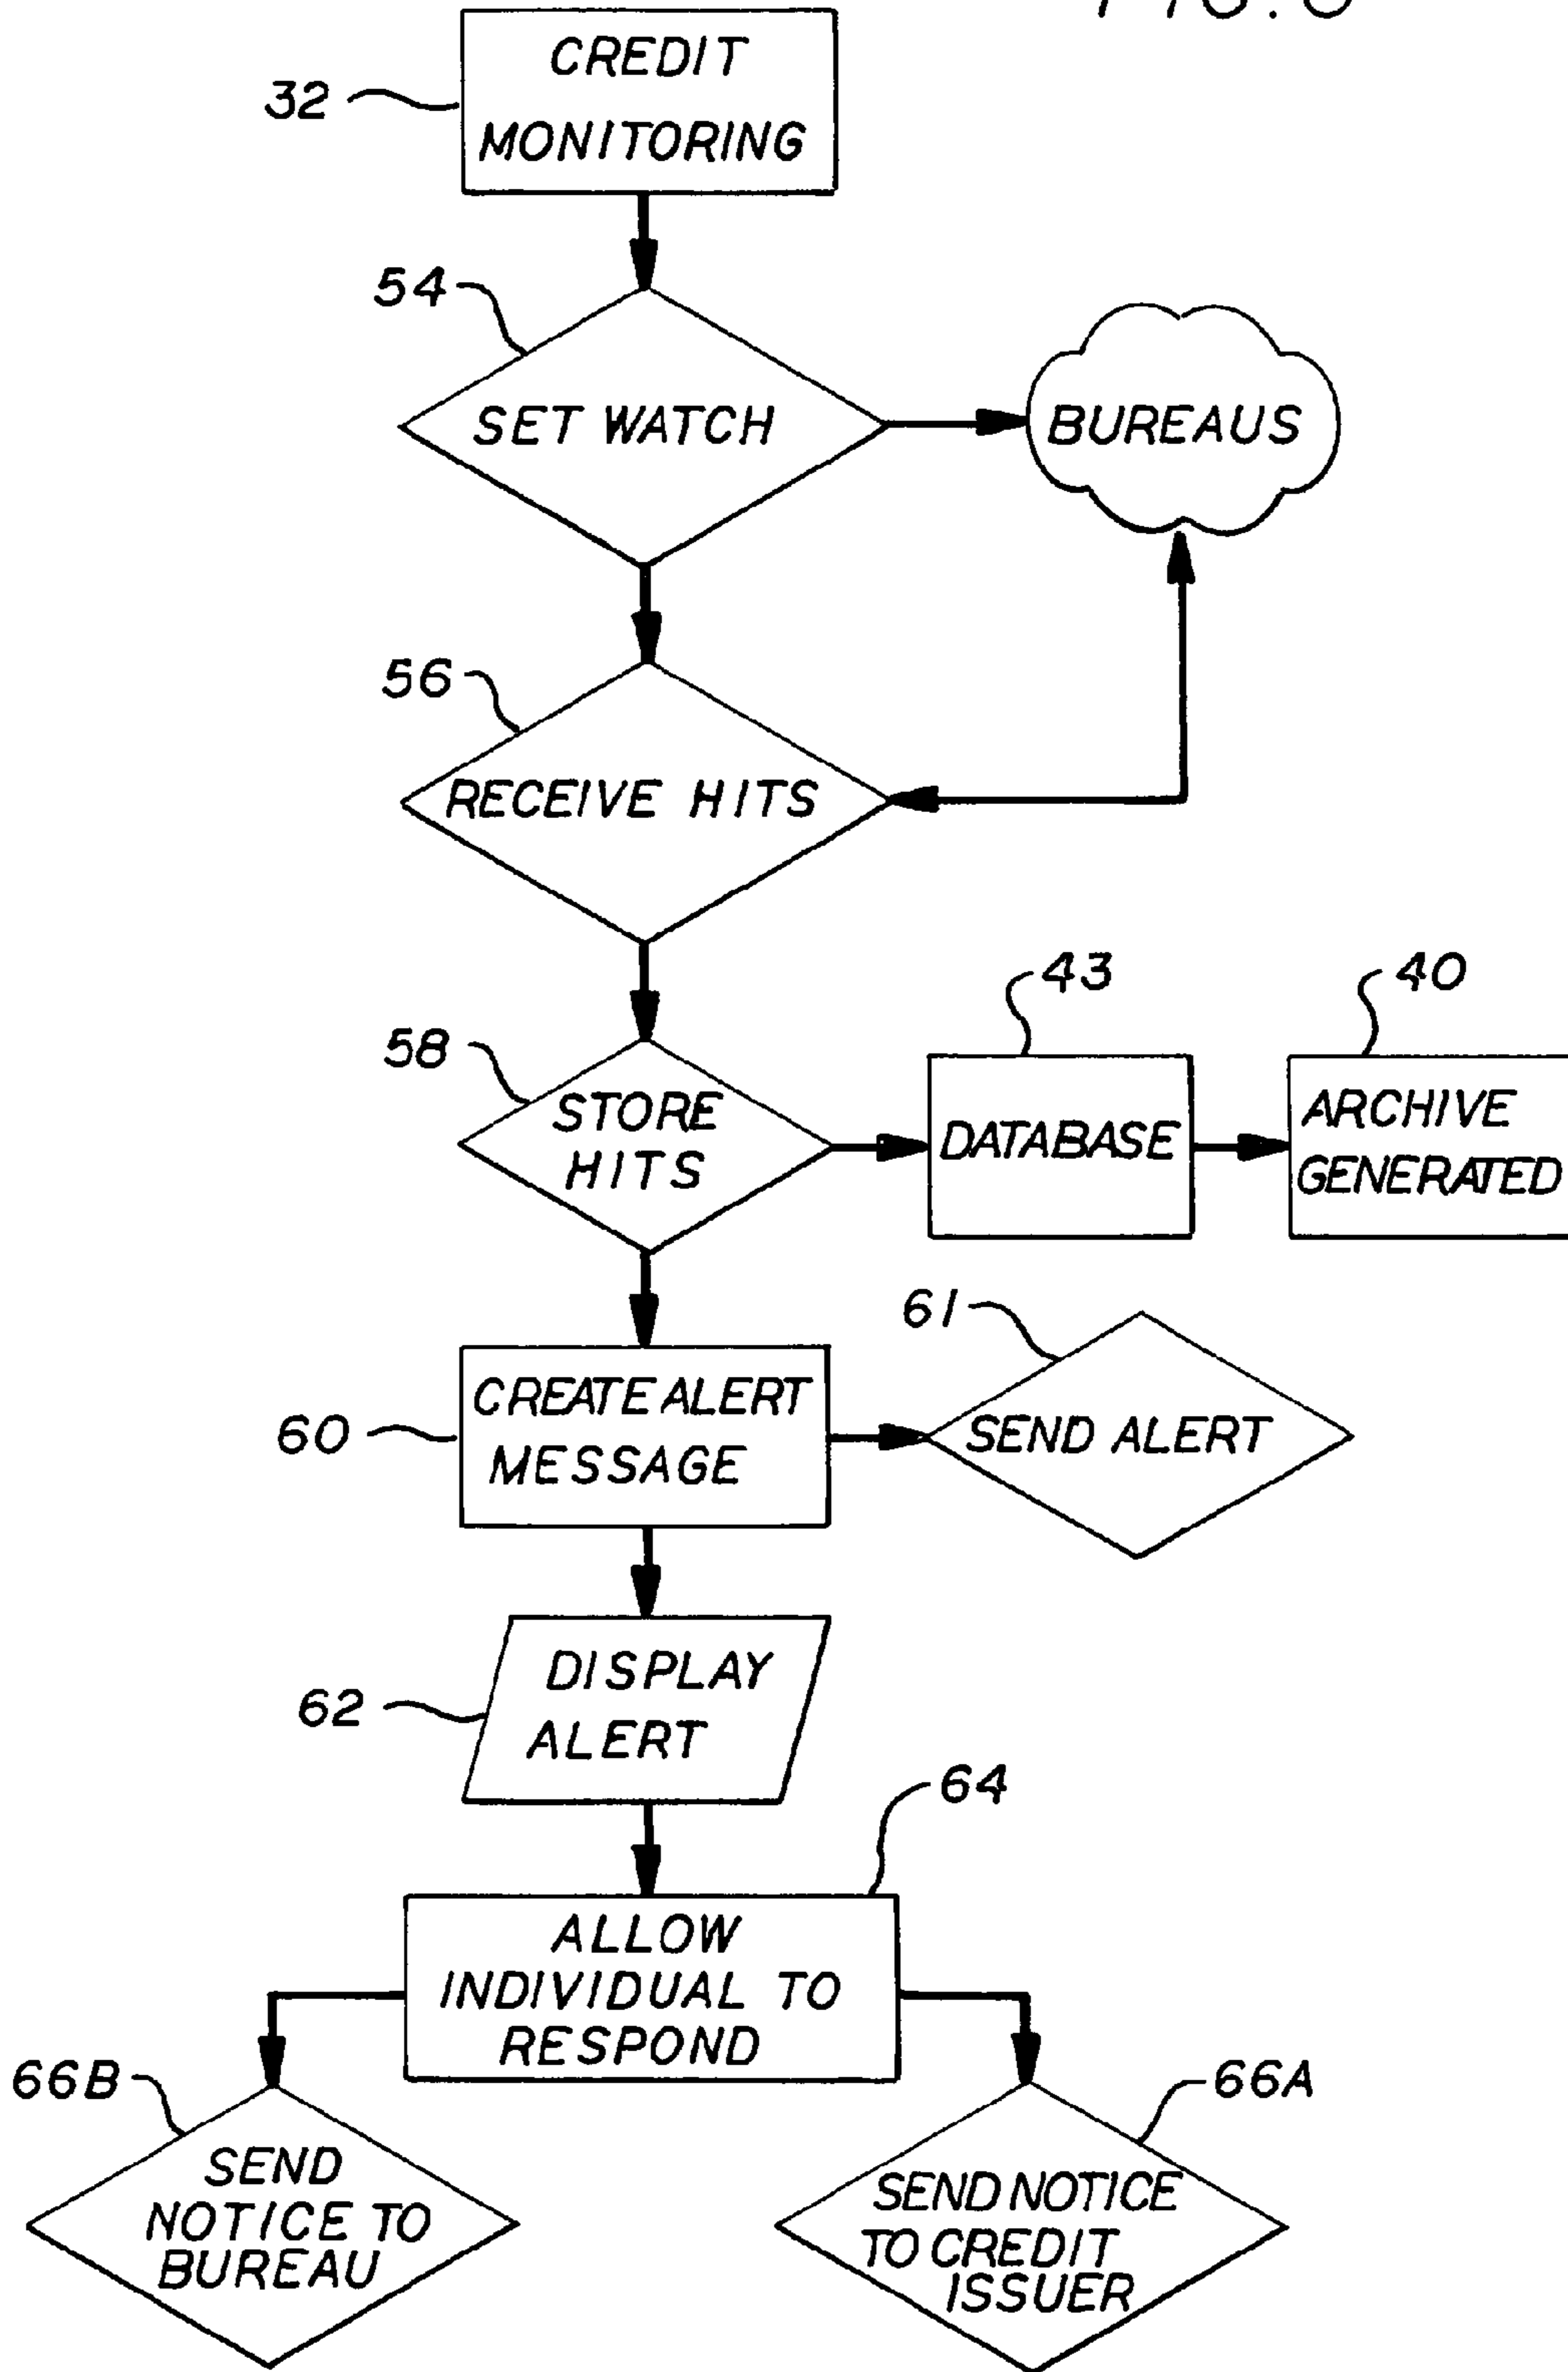 CREDIT
MONITORING
32
54
SET WATCH
BUREAUS
56
RECEIVE HITS
43
40
58
STORE
HITS
DATABASE
ARCHIVE
GENERATED
61
CREATE ALERT
MESSAGE
60
SEND ALERT
DISPLAY
ALERT
62
64
ALLOW
INDIVIDUAL TO
RESPOND
66B
66A
SEND
NOTICE TO
BUREAU
SEND NOTICE
TO CREDIT
ISSUER